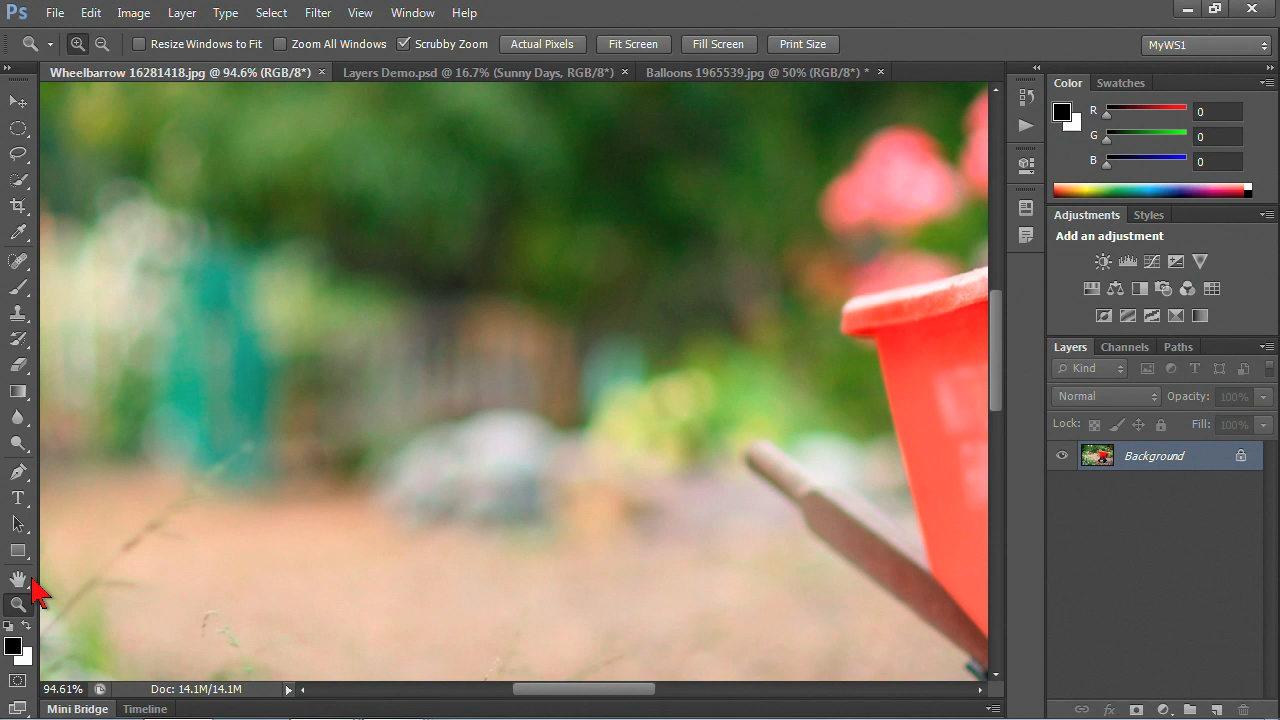 Ps File Edit Image Layer Type Select Filter View Window Help
Resize Windows to Fit Zoom All Windows Scrubby Zoom Actual Pixels Fit Screen Fill Screen Print Size MyWS1
Wheelbarrow 16281418.jpg @ 94.6% (RGB/8*) × Layers Demo.psd @ 16.7% (Sunny Days, RGB/8*) × Balloons 1965539.jpg @ 50% (RGB/8*) * ×
Color Swatches
R 0
G 0
B 0
Adjustments Styles
Add an adjustment
Layers Channels Paths
Kind
Normal Opacity: 100%
Lock: Fill: 100%
Background
94.61% Doc: 14.1M/14.1M
Mini Bridge Timeline